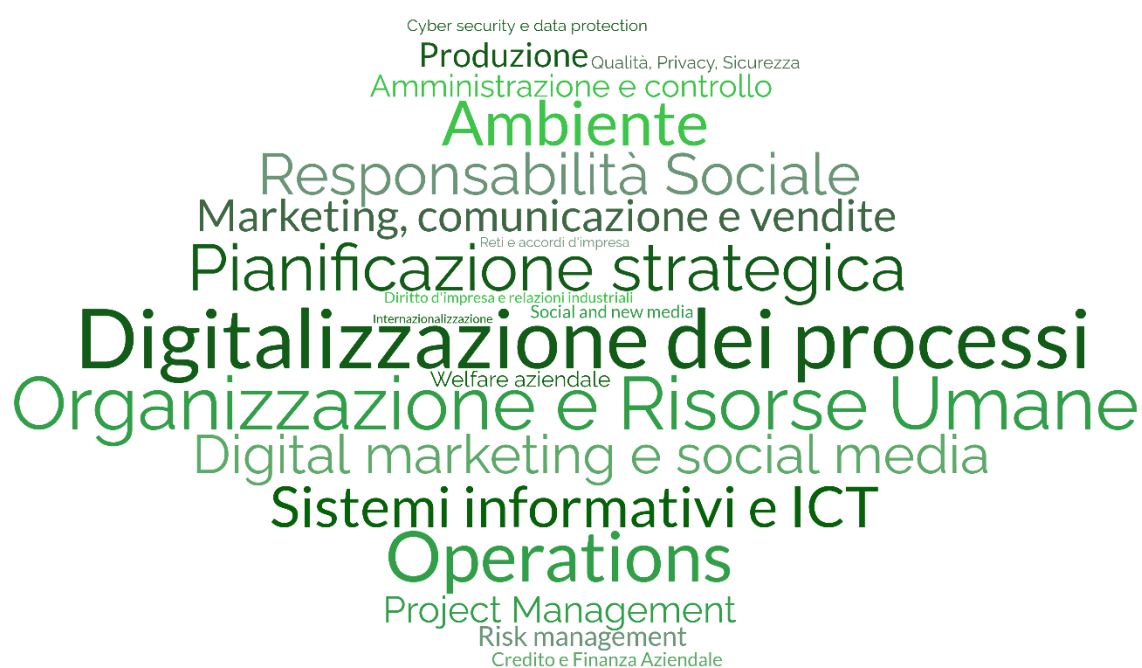 Cyber security e data protection
Produzione
Qualità, Privacy, Sicurezza
Amministrazione e controllo
Ambiente
Responsabilità Sociale
Marketing, comunicazione e vendite
Reti e accordi d'impresa
Pianificazione strategica
Diritto d'impresa e relazioni industriali
Internazionalizzazione
Social and new media
Digitalizzazione dei processi
Welfare aziendale
Organizzazione e Risorse Umane
Digital marketing e social media
Sistemi informativi e ICT
Operations
Project Management
Risk management
Credito e Finanza Aziendale